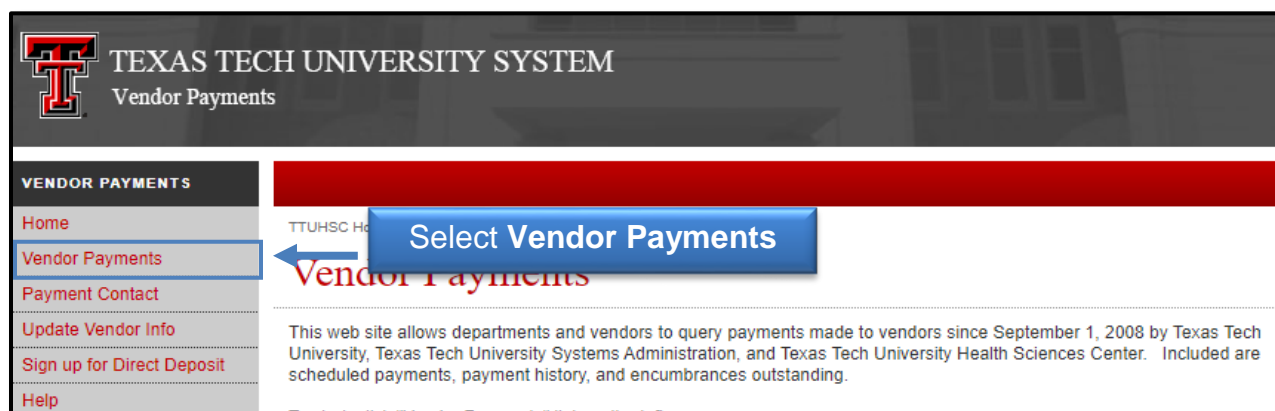 TEXAS TECH UNIVERSITY SYSTEM
Vendor Payments
VENDOR PAYMENTS
Home
Vendor Payments
Payment Contact
Update Vendor Info
Sign up for Direct Deposit
Help
TTUHSC
Select Vendor Payments
Vendor Payments
This web site allows departments and vendors to query payments made to vendors since September 1, 2008 by Texas Tech
University, Texas Tech University Systems Administration, and Texas Tech University Health Sciences Center. Included are
scheduled payments, payment history, and encumbrances outstanding.